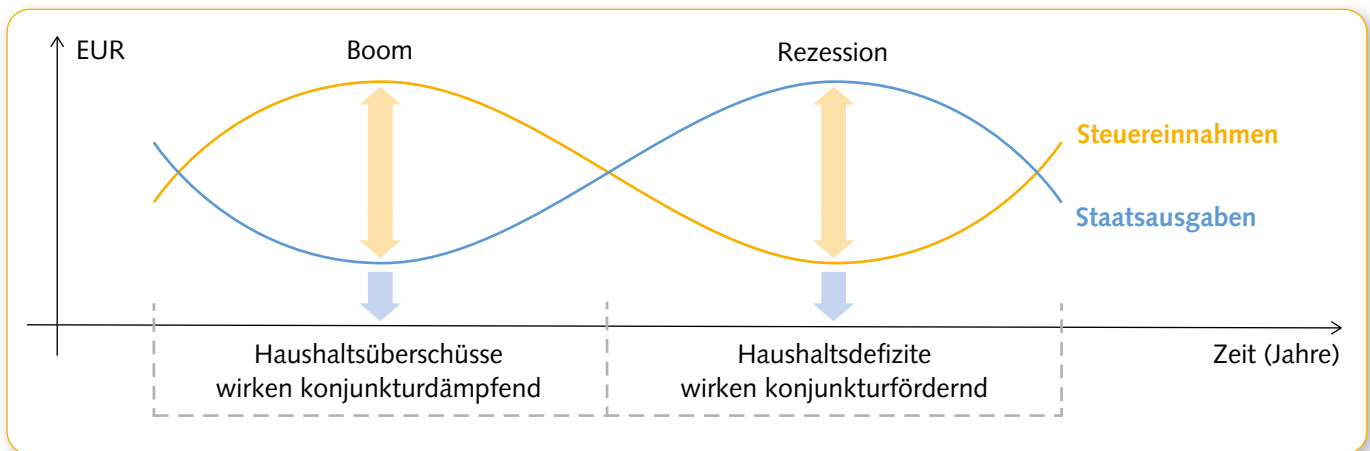 EUR
Boom
Rezession
Steuereinnahmen
Staatsausgaben
Haushaltsüberschüsse
wirken konjunkturdämpfend
Haushaltsdefizite
wirken konjunkturfördernd
Zeit (Jahre)